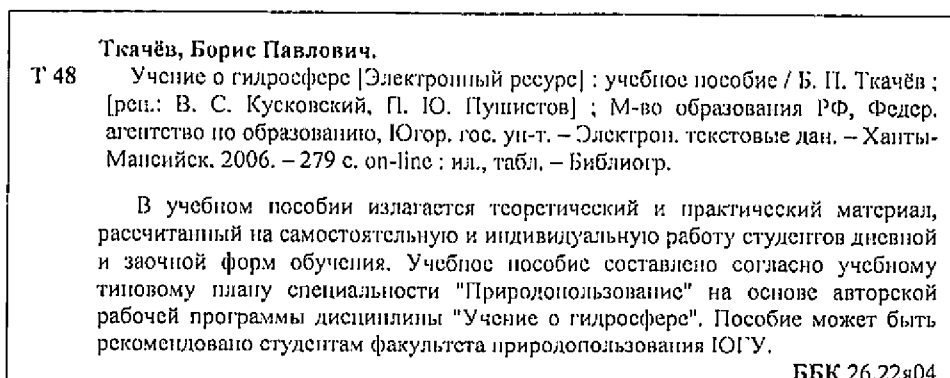 Ткачёв, Борис Павлович.
Т 48 Учение о гидросфере [Электронный ресурс] : учебное пособие / Б. П. Ткачёв ;
[рец.: В. С. Кусковский, П. Ю. Пушистов] ; М-во образования РФ, Федер.
агентство по образованию, Югор. гос. ун-т. – Электрон. текстовые дан. – Ханты-
Мансийск. 2006. – 279 с. on-line : ил., табл. – Библиогр.
В учебном пособии излагается теоретический и практический материал,
рассчитанный на самостоятельную и индивидуальную работу студентов дневной
и заочной форм обучения. Учебное пособие составлено согласно учебному
типовому плану специальности "Природопользование" на основе авторской
рабочей программы дисциплины "Учение о гидросфере". Пособие может быть
рекомендовано студентам факультета природопользования ЮГУ.
ББК 26.22я04